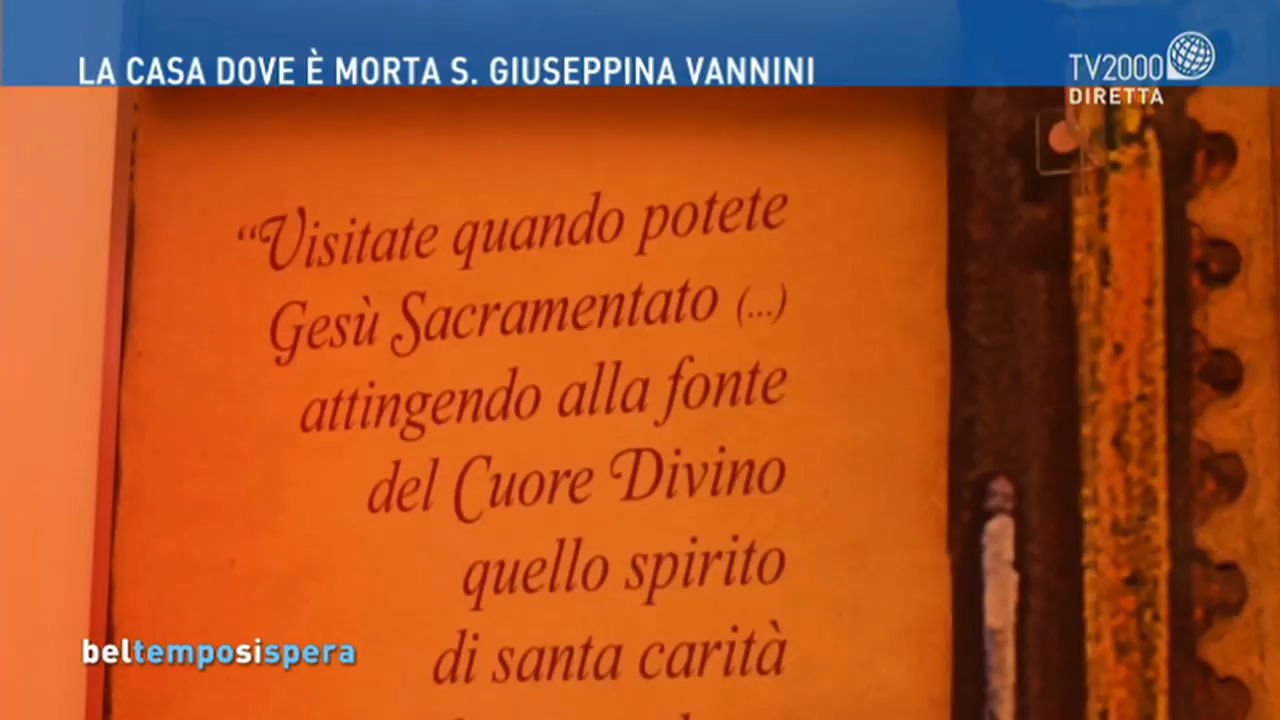 LA CASA DOVE È MORTA S. GIUSEPPINA VANNINI
TV2000
DIRETTA
“Visitate quando potete
Gesù Sacramentato (...)
attingendo alla fonte
del Cuore Divino
quello spirito
di santa carità
beltemposispera